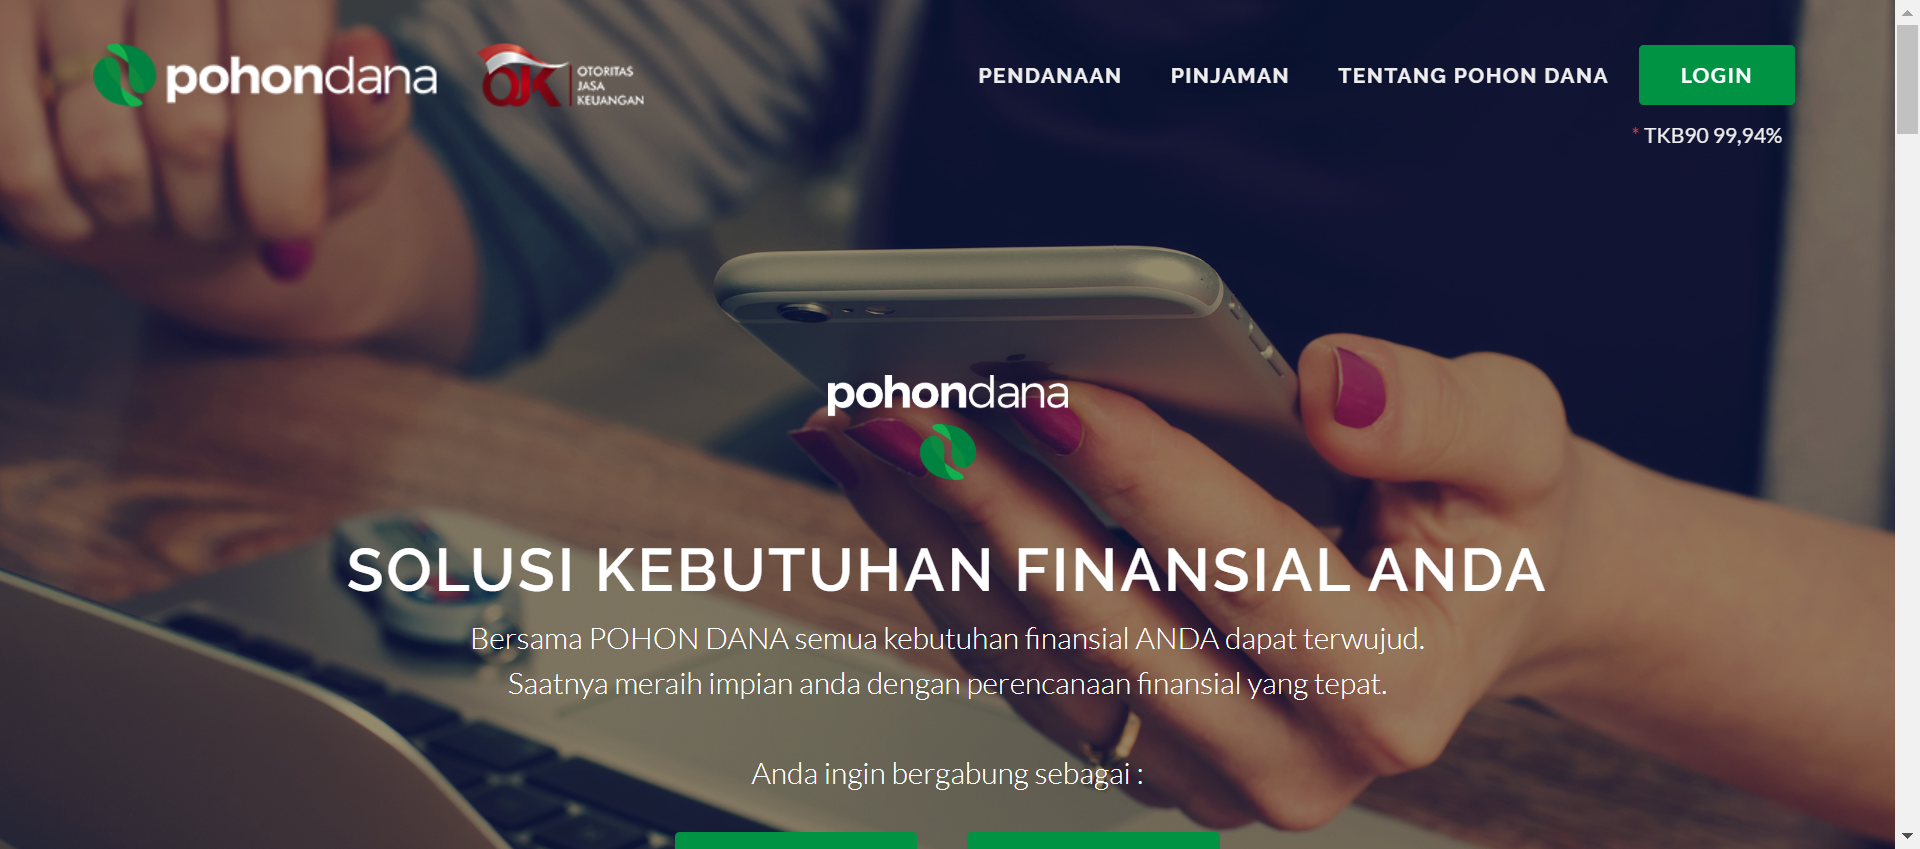 pohondana
OTORITAS
JASA
KEUANGAN
PENDANAAN
PINJAMAN
TENTANG POHON DANA
LOGIN
* TKB90 99,94%
pohondana
SOLUSI KEBUTUHAN FINANSIAL ANDA
Bersama POHON DANA semua kebutuhan finansial ANDA dapat terwujud.
Saatnya meraih impian anda dengan perencanaan finansial yang tepat.
Anda ingin bergabung sebagai :